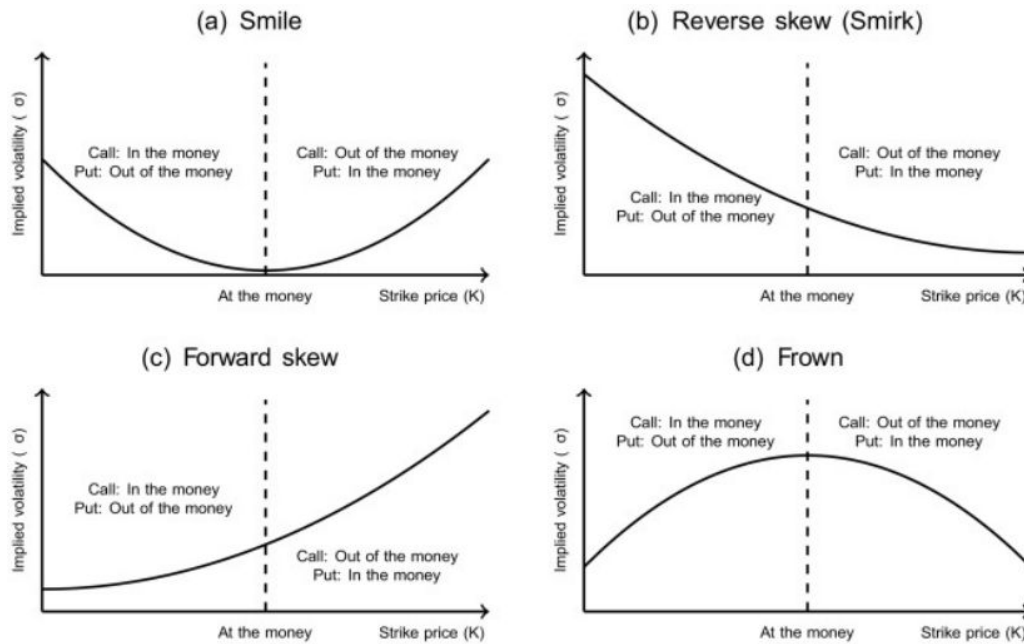 (a) Smile
Implied volatility ( σ)
Call: In the money
Put: Out of the money
Call: Out of the money
Put: In the money
At the money
Strike price (K)
(b) Reverse skew (Smirk)
Implied volatility ( σ)
Call: In the money
Put: Out of the money
Call: Out of the money
Put: In the money
At the money
Strike price (K)
(c) Forward skew
Implied volatility ( σ)
Call: In the money
Put: Out of the money
Call: Out of the money
Put: In the money
At the money
Strike price (K)
(d) Frown
Implied volatility ( σ)
Call: In the money
Put: Out of the money
Call: Out of the money
Put: In the money
At the money
Strike price (K)